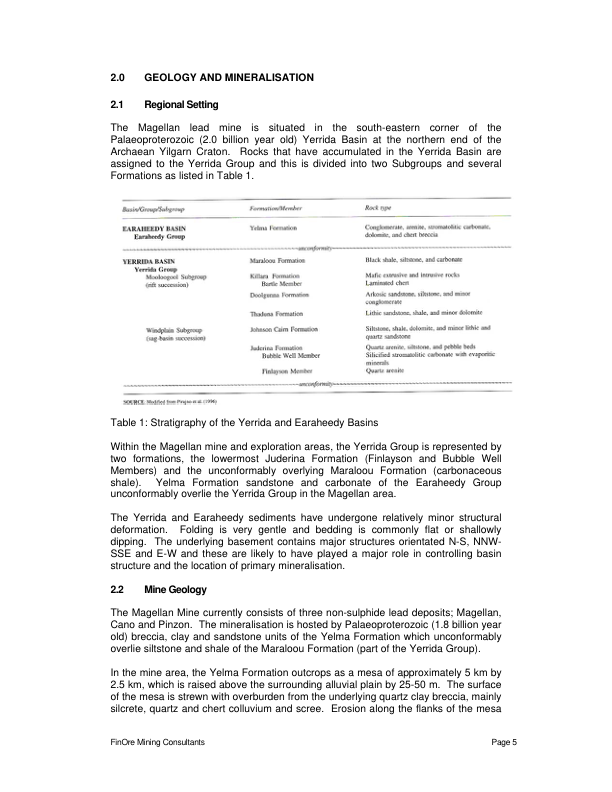 2.0 GEOLOGY AND MINERALISATION
2.1 Regional Setting
The Magellan lead mine is situated in the south-eastern corner of the
Palaeoproterozoic (2.0 billion year old) Yerrida Basin at the northern end of the
Archaean Yilgarn Craton. Rocks that have accumulated in the Yerrida Basin are
assigned to the Yerrida Group and this is divided into two Subgroups and several
Formations as listed in Table 1.
Basin/Group/Subgroup Formation/Member Rock type
EARAHEEDY BASIN Yelma Formation Conglomerate, arenite, stromatolitic carbonate,
Earaheedy Group dolomite, and chert breccia
unconformity
YERRIDA BASIN Maraloou Formation Black shale, siltstone, and carbonate
Yerrida Group
Mooloogool Subgroup Killara Formation Mafic extrusive and intrusive rocks
(rift succession) Bartle Member Laminated chert
Doolgunna Formation Arkosic sandstone, siltstone, and minor
conglomerate
Thaduna Formation Lithic sandstone, shale, and minor dolomite
Windplain Subgroup Johnson Cairn Formation Siltstone, shale, dolomite, and minor lithic and
(sag-basin succession) quartz sandstone
Juderina Formation Quartz arenite, siltstone, and pebble beds
Bubble Well Member Silicified stromatolitic carbonate with evaporitic
minerals
Finlayson Member Quartz arenite
unconformity
SOURCE: Modified from Pirajno et al. (1996)
Table 1: Stratigraphy of the Yerrida and Earaheedy Basins
Within the Magellan mine and exploration areas, the Yerrida Group is represented by
two formations, the lowermost Juderina Formation (Finlayson and Bubble Well
Members) and the unconformably overlying Maraloou Formation (carbonaceous
shale). Yelma Formation sandstone and carbonate of the Earaheedy Group
unconformably overlie the Yerrida Group in the Magellan area.
The Yerrida and Earaheedy sediments have undergone relatively minor structural
deformation. Folding is very gentle and bedding is commonly flat or shallowly
dipping. The underlying basement contains major structures orientated N-S, NNW-
SSE and E-W and these are likely to have played a major role in controlling basin
structure and the location of primary mineralisation.
2.2 Mine Geology
The Magellan Mine currently consists of three non-sulphide lead deposits; Magellan,
Cano and Pinzon. The mineralisation is hosted by Palaeoproterozoic (1.8 billion year
old) breccia, clay and sandstone units of the Yelma Formation which unconformably
overlie siltstone and shale of the Maraloou Formation (part of the Yerrida Group).
In the mine area, the Yelma Formation outcrops as a mesa of approximately 5 km by
2.5 km, which is raised above the surrounding alluvial plain by 25-50 m. The surface
of the mesa is strewn with overburden from the underlying quartz clay breccia, mainly
silcrete, quartz and chert colluvium and scree. Erosion along the flanks of the mesa
FinOre Mining Consultants Page 5